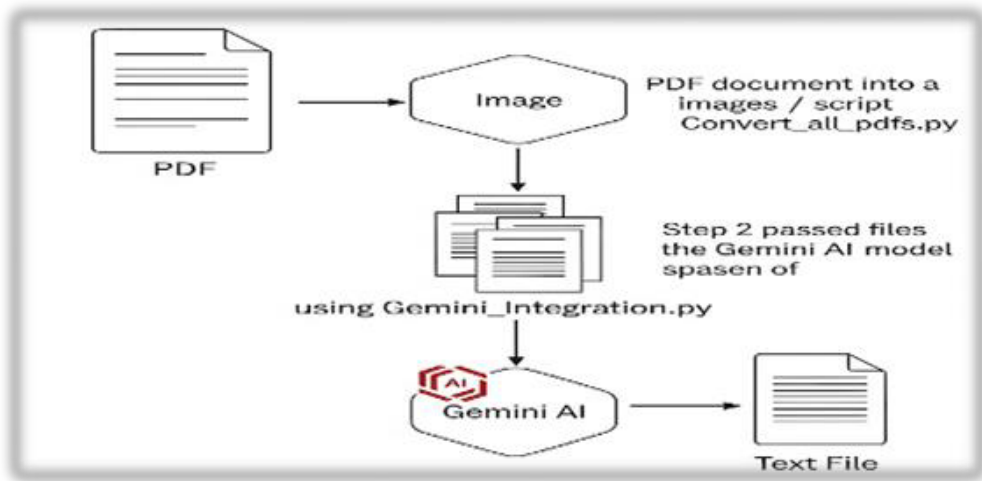 PDF
Image
PDF document into a
images / script
Convert_all_pdfs.py
Step 2 passed files
the Gemini AI model
spasen of
using Gemini_Integration.py
AI
Gemini AI
Text File